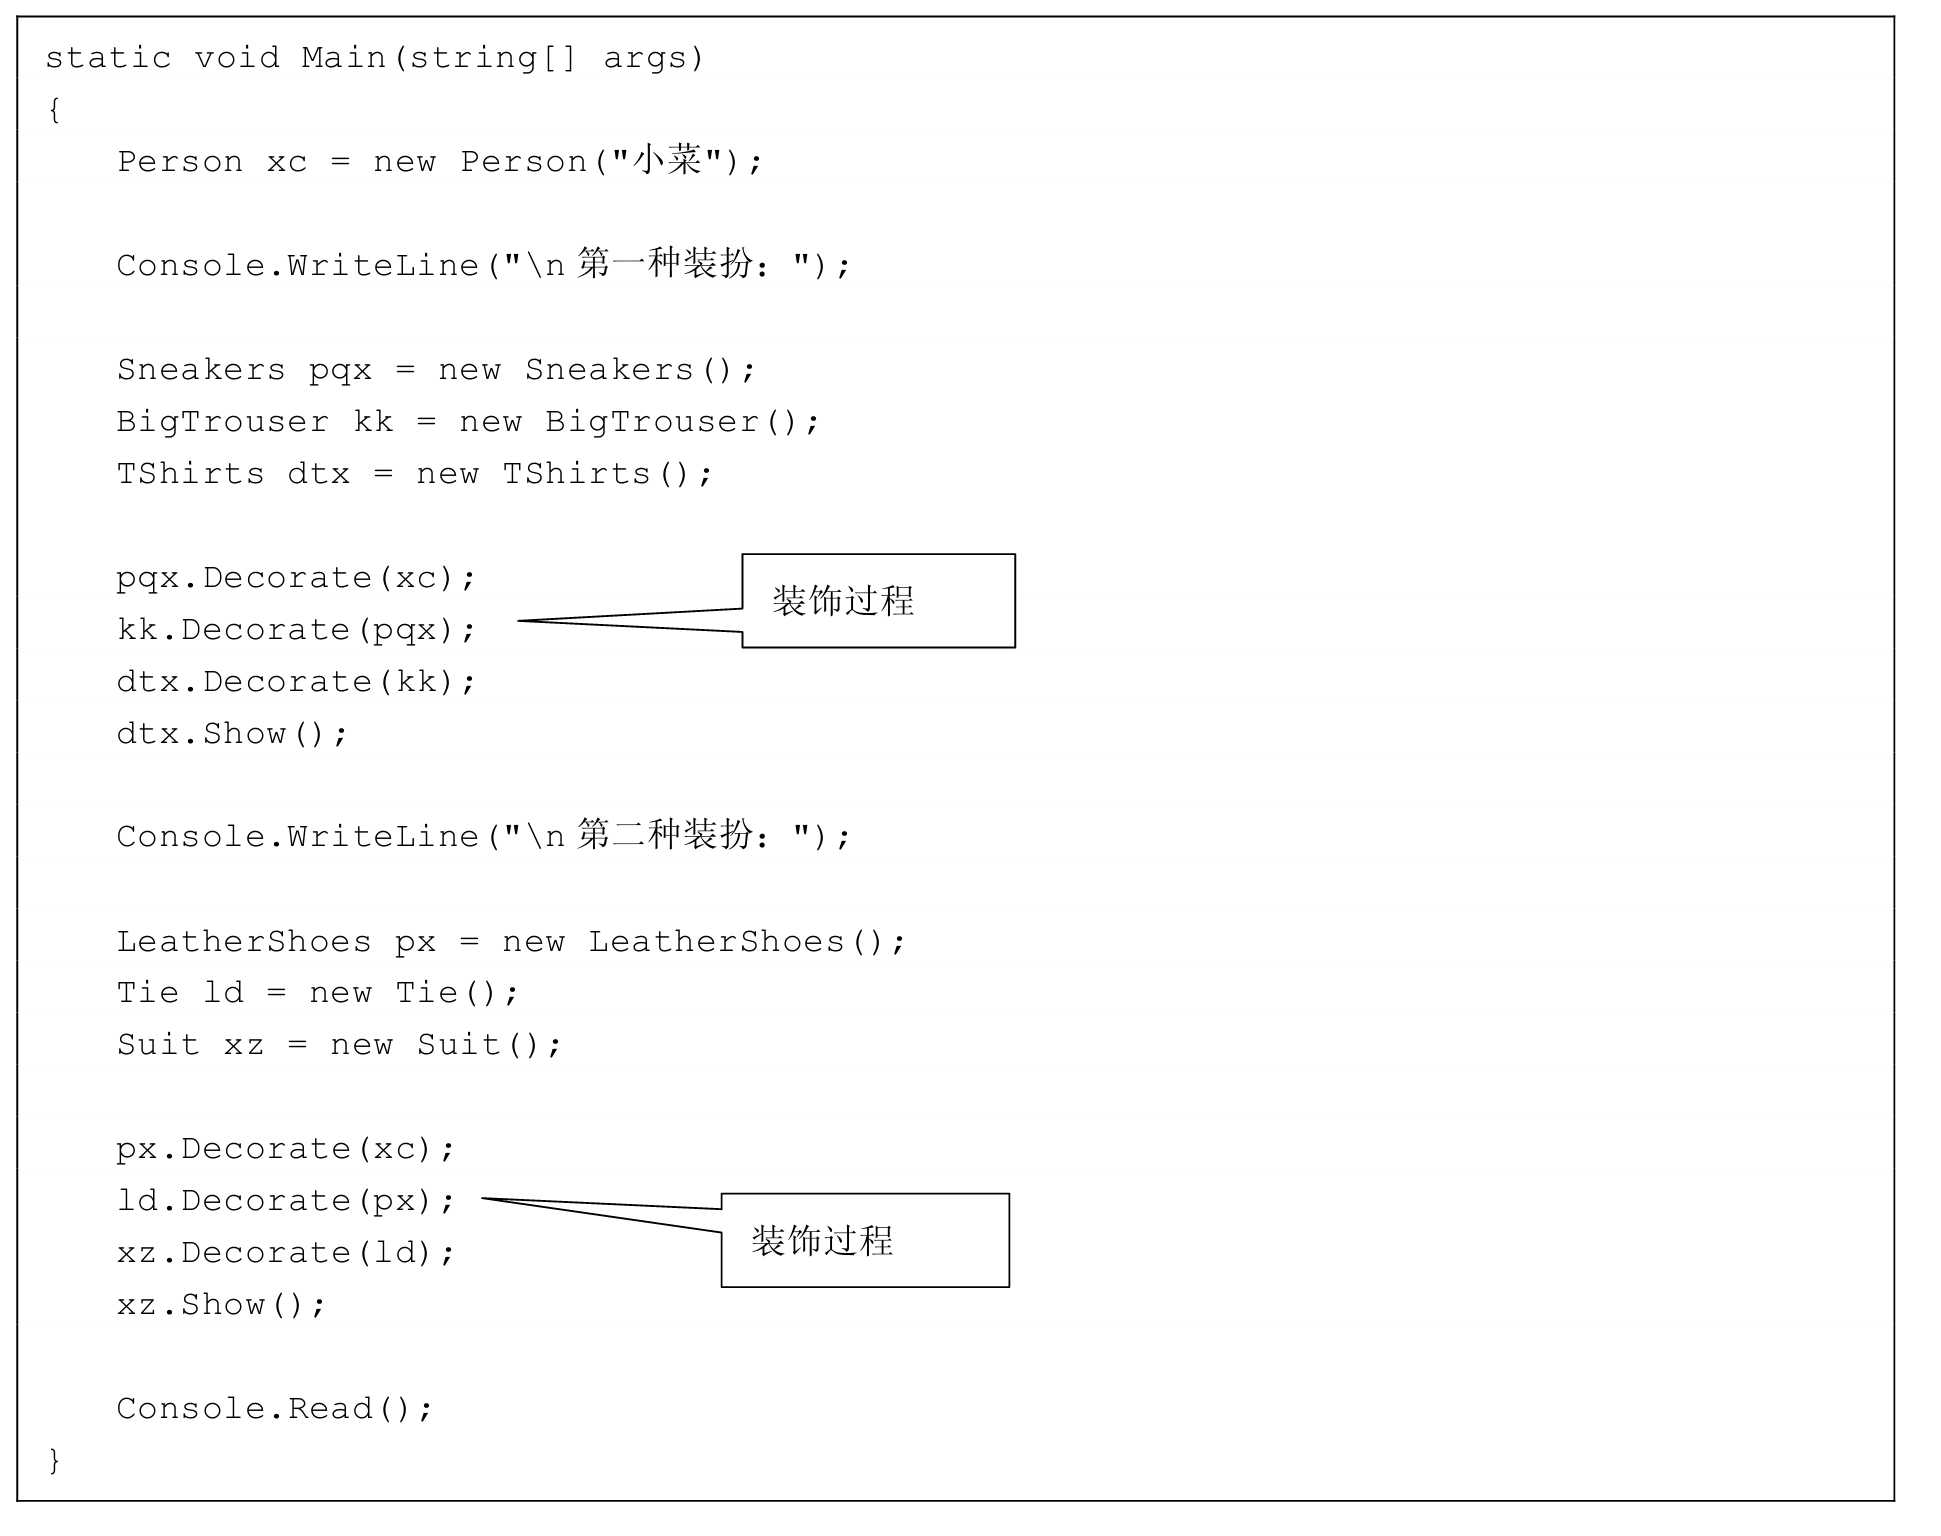 static void Main(string[] args)
{
Person xc = new Person("小菜");
Console.WriteLine("\n 第一种装扮：");
Sneakers pqx = new Sneakers();
BigTrouser kk = new BigTrouser();
TShirts dtx = new TShirts();
pqx.Decorate(xc);
装饰过程
kk.Decorate(pqx);
dtx.Decorate(kk);
dtx.Show();
Console.WriteLine("\n 第二种装扮：");
LeatherShoes px = new LeatherShoes();
Tie ld = new Tie();
Suit xz = new Suit();
px.Decorate(xc);
ld.Decorate(px);
装饰过程
xz.Decorate(ld);
xz.Show();
Console.Read();
}